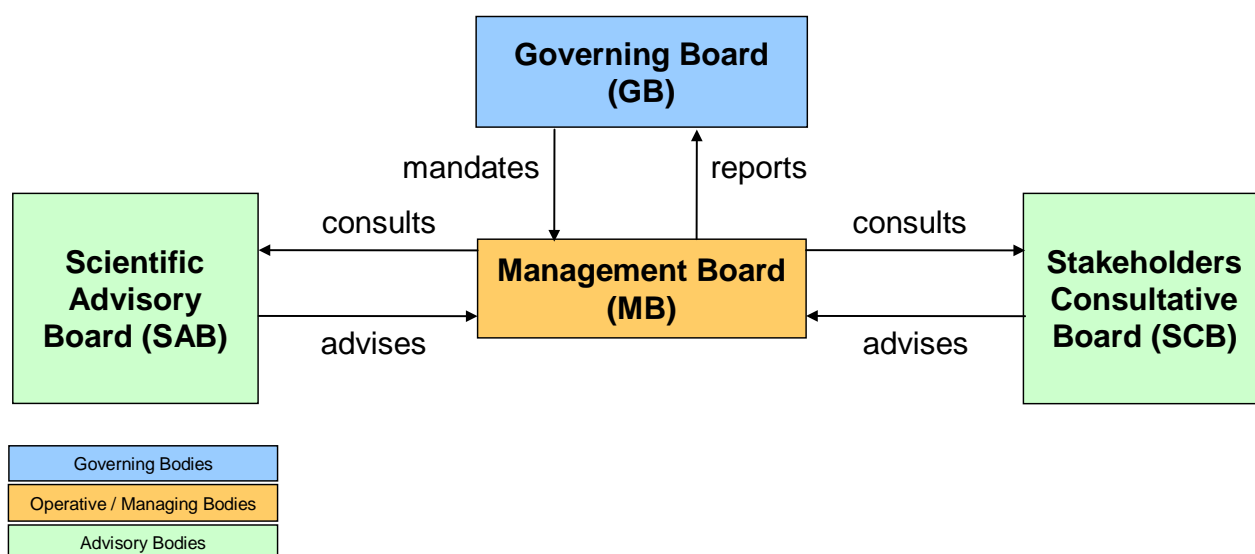 Governing Board
(GB)
mandates
reports
consults
consults
Scientific
Advisory
Board (SAB)
Management Board
(MB)
Stakeholders
Consultative
Board (SCB)
advises
advises
Governing Bodies
Operative / Managing Bodies
Advisory Bodies